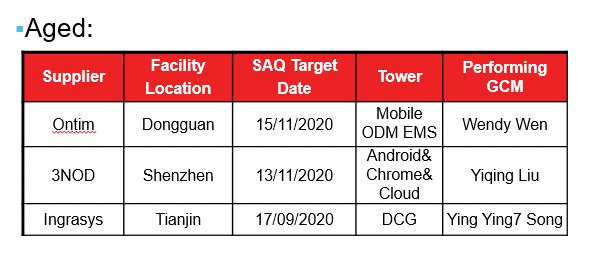 Aged:
Supplier Facility Location SAQ Target Date Tower Performing GCM
Ontim Dongguan 15/11/2020 Mobile ODM EMS Wendy Wen
3NOD Shenzhen 13/11/2020 Android& Chrome& Cloud Yiqing Liu
Ingrasys Tianjin 17/09/2020 DCG Ying Ying7 Song